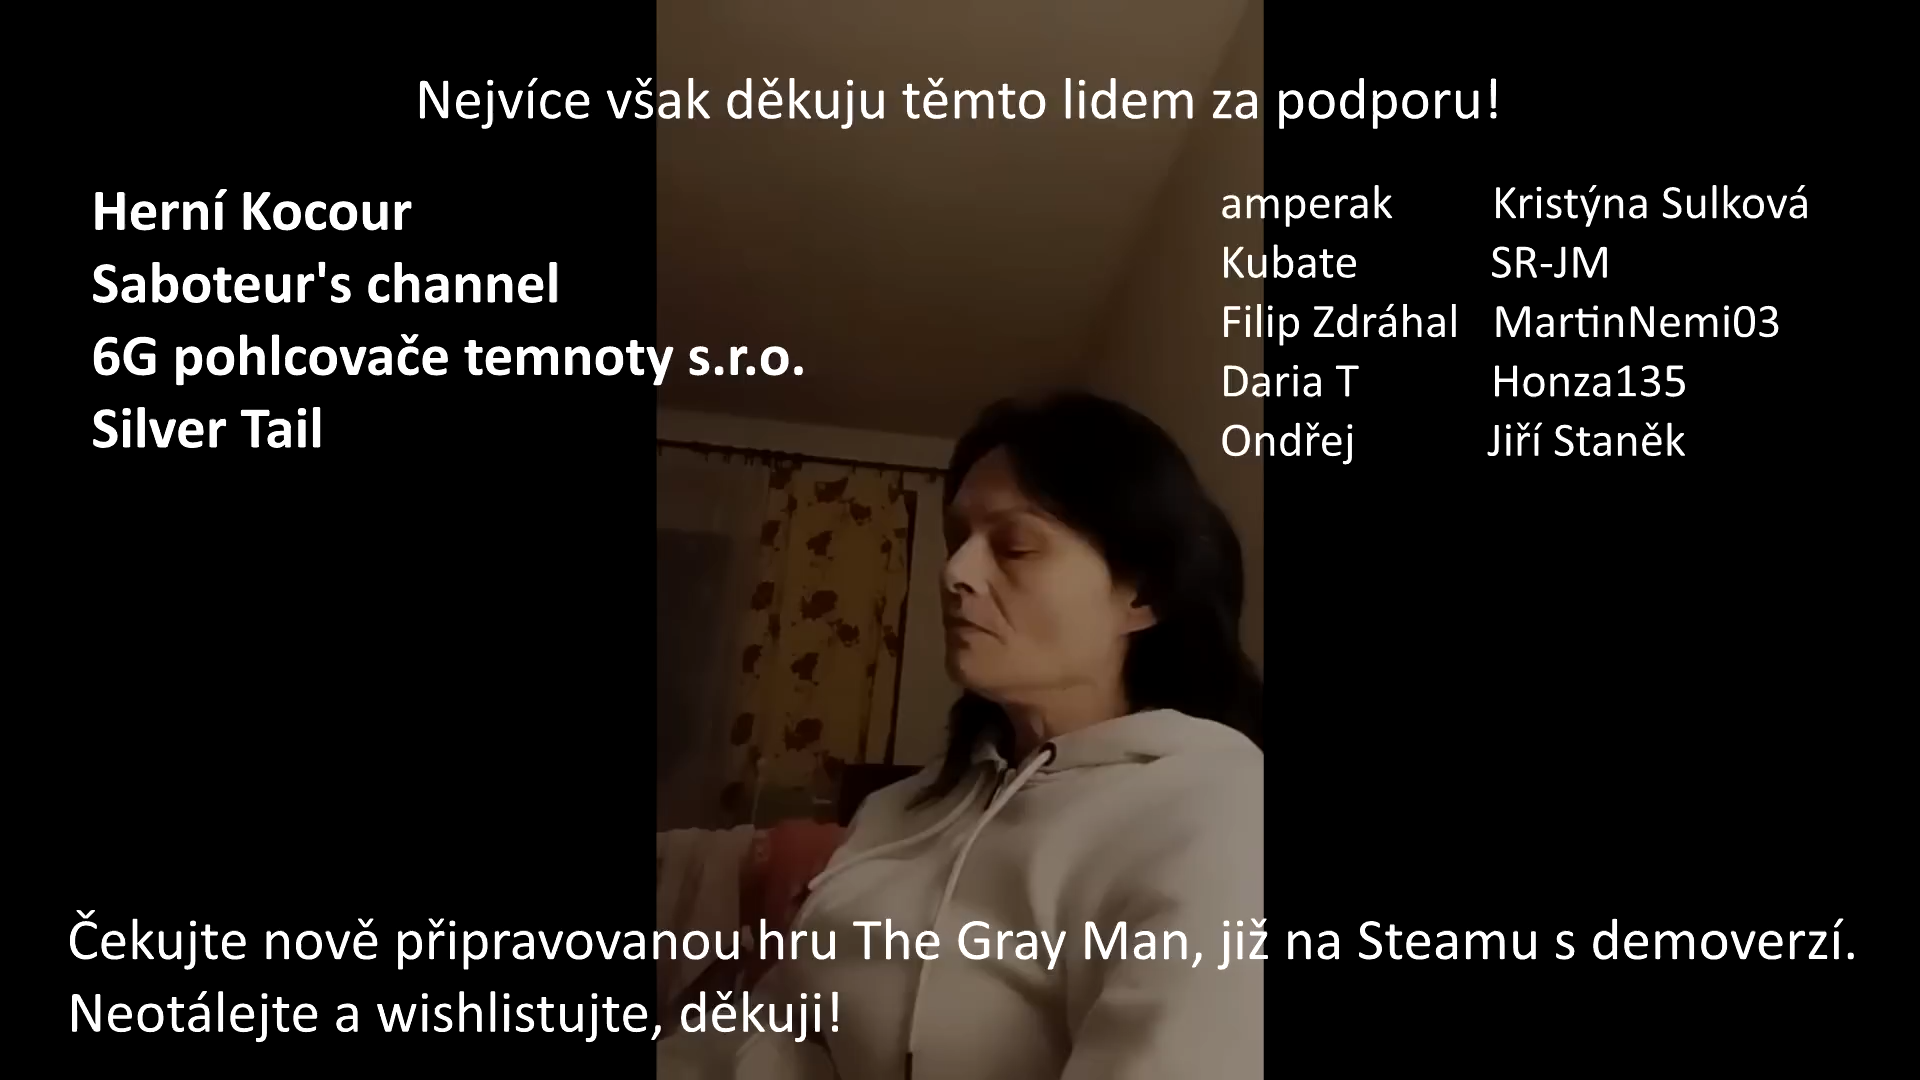 Nejvíce však děkuju těmto lidem za podporu!
Herní Kocour
Saboteur's channel
6G pohlcovače temnoty s.r.o.
Silver Tail
amperak Kristýna Sulková
Kubate SR-JM
Filip Zdráhal MartinNemi03
Daria T Honza135
Ondřej Jiří Staněk
Čekujte nově připravovanou hru The Gray Man, již na Steamu s demoverzí.
Neotálejte a wishlistujte, děkuji!